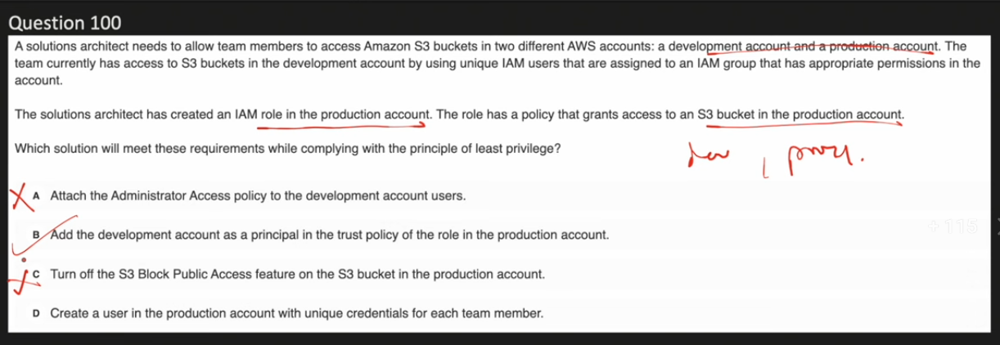 Question 100
A solutions architect needs to allow team members to access Amazon S3 buckets in two different AWS accounts: a development account and a production account. The
team currently has access to S3 buckets in the development account by using unique IAM users that are assigned to an IAM group that has appropriate permissions in the
account.
The solutions architect has created an IAM role in the production account. The role has a policy that grants access to an S3 bucket in the production account.
Which solution will meet these requirements while complying with the principle of least privilege?
A Attach the Administrator Access policy to the development account users.
B Add the development account as a principal in the trust policy of the role in the production account.
+115
C Turn off the S3 Block Public Access feature on the S3 bucket in the production account.
D Create a user in the production account with unique credentials for each team member.